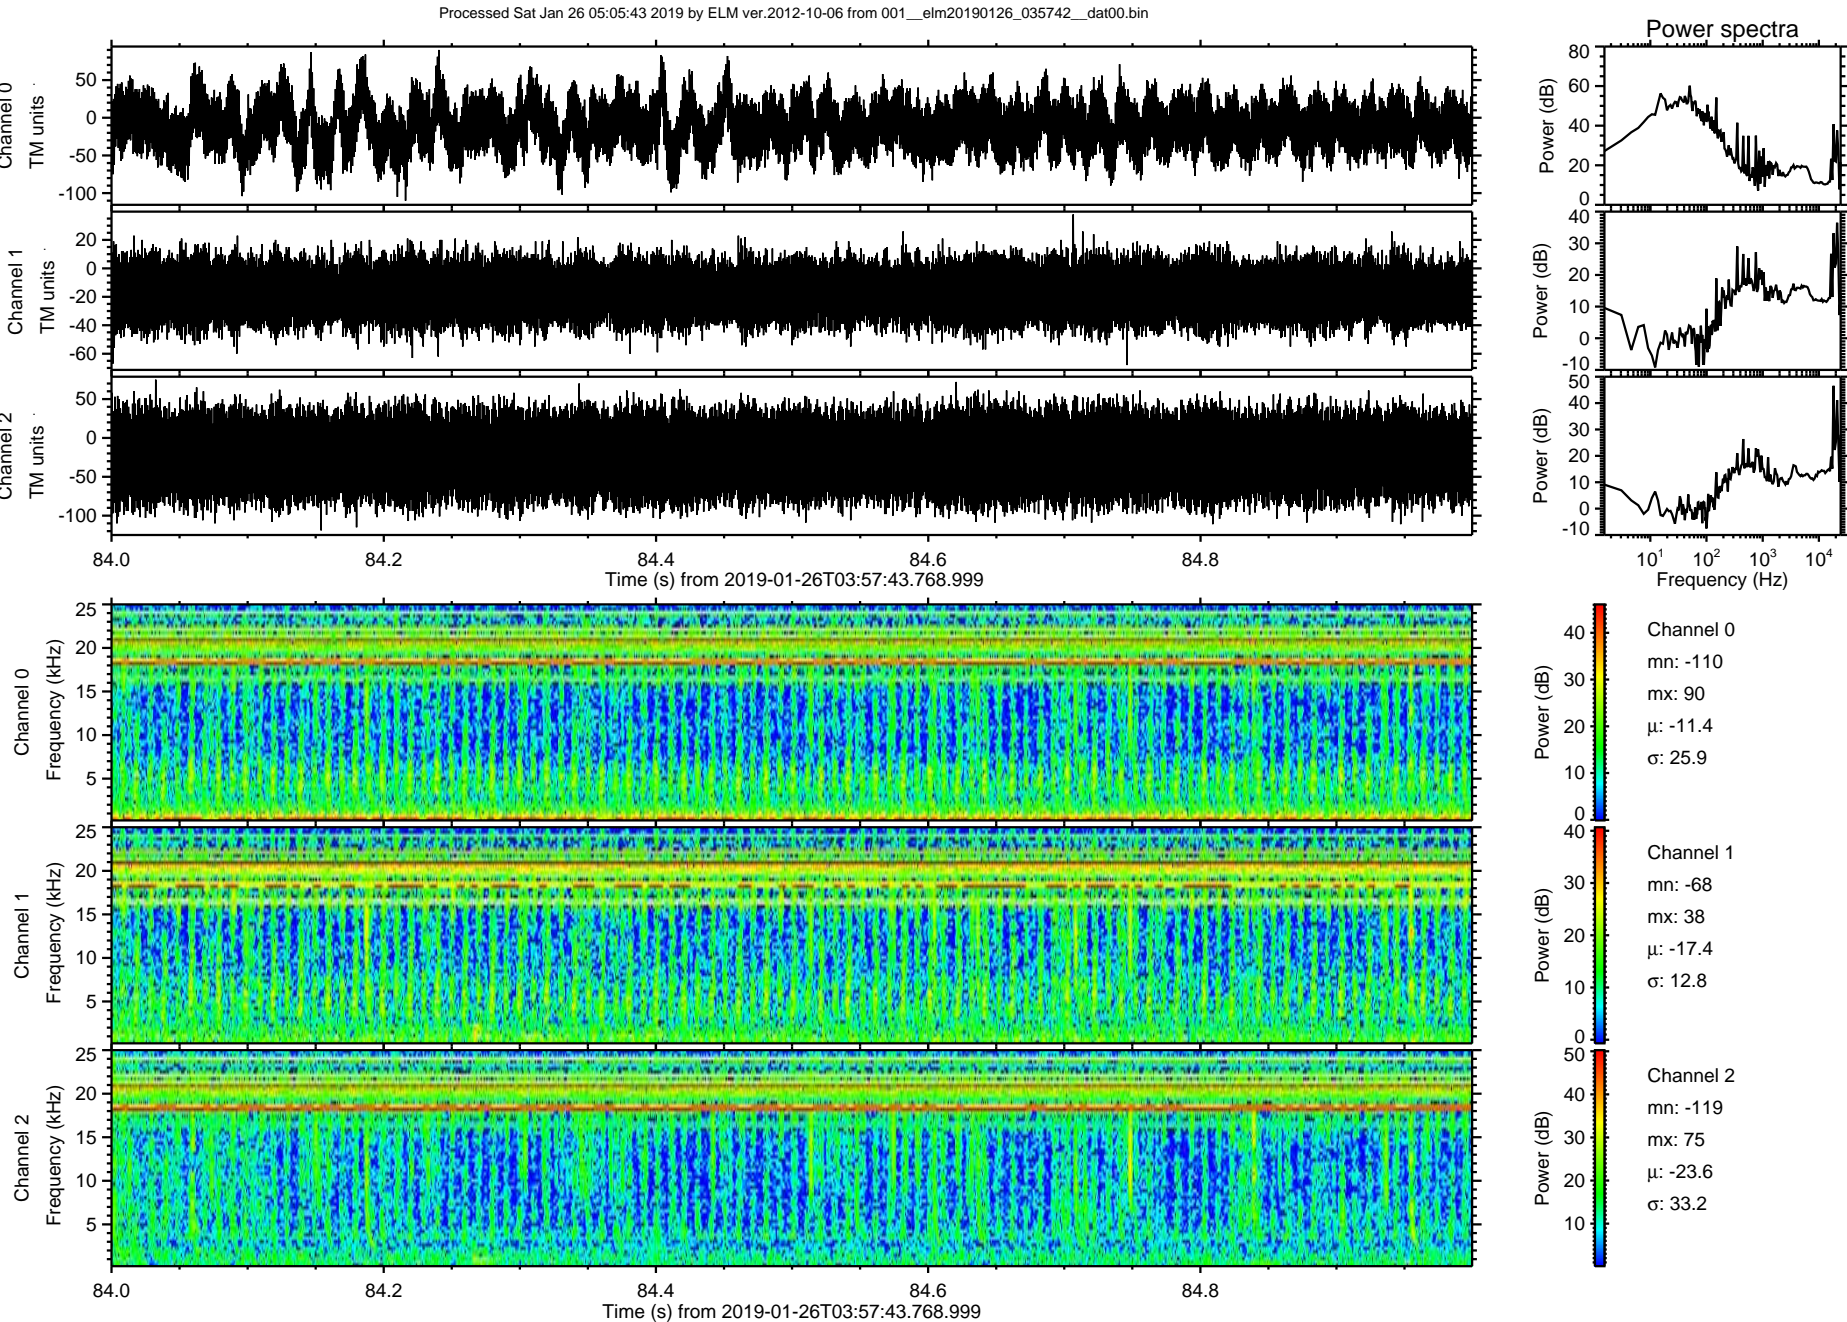 Processed Sat Jan 26 05:05:43 2019 by ELM ver.2012-10-06 from 001__elm20190126_035742__dat00.bin
Power spectra
Channel 0
TM units
50
0
-50
-100
Power (dB)
80
60
40
20
0
Channel 1
TM units
20
0
-20
-40
-60
Power (dB)
40
30
20
10
0
-10
Channel 2
TM units
50
0
-50
-100
Power (dB)
50
40
30
20
10
0
-10
84.0 84.2 84.4 84.6 84.8
Time (s) from 2019-01-26T03:57:43.768.999
10¹ 10² 10³ 10⁴
Frequency (Hz)
Channel 0
Frequency (kHz)
25
20
15
10
5
Power (dB)
40
30
20
10
0
Channel 0
mn: -110
mx: 90
μ: -11.4
σ: 25.9
Channel 1
Frequency (kHz)
25
20
15
10
5
Power (dB)
40
30
20
10
0
Channel 1
mn: -68
mx: 38
μ: -17.4
σ: 12.8
Channel 2
Frequency (kHz)
25
20
15
10
5
Power (dB)
50
40
30
20
10
Channel 2
mn: -119
mx: 75
μ: -23.6
σ: 33.2
84.0 84.2 84.4 84.6 84.8
Time (s) from 2019-01-26T03:57:43.768.999